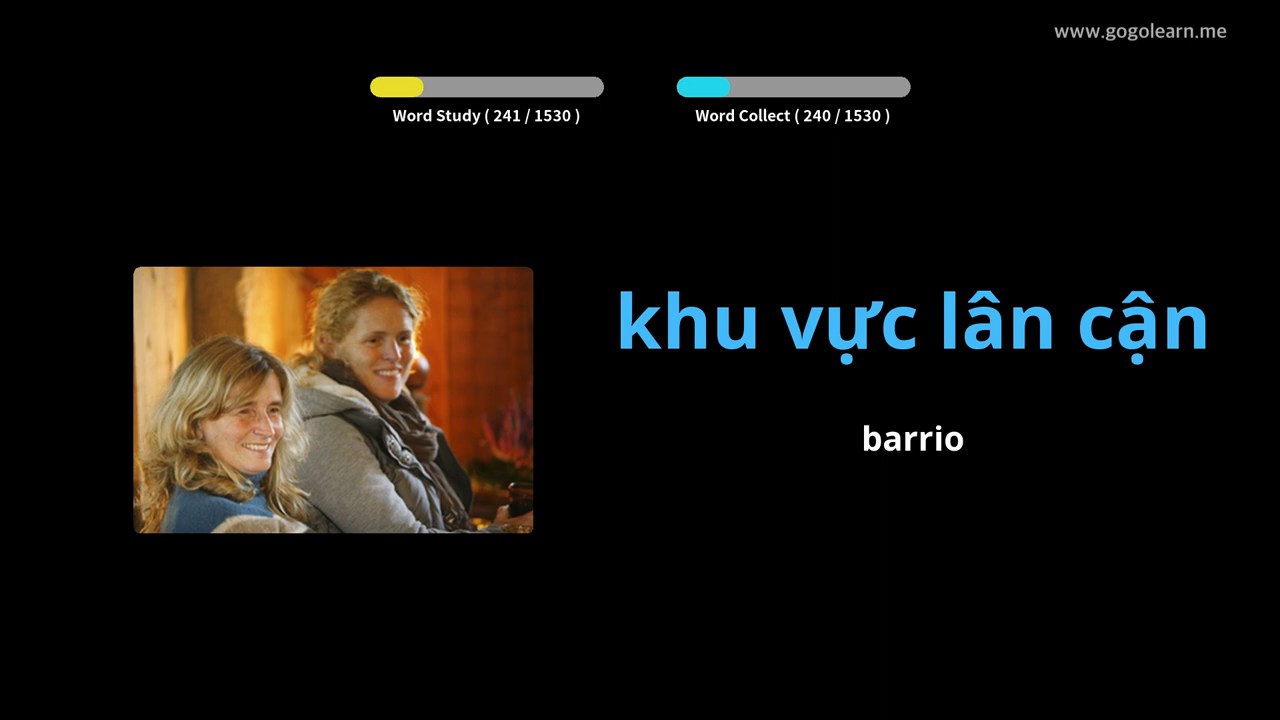 www.gogolearn.me
Word Study ( 241 / 1530 )
Word Collect ( 240 / 1530 )
khu vực lân cận
barrio